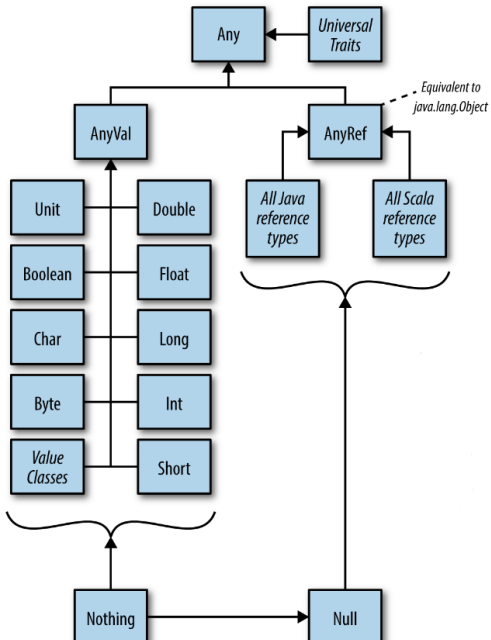 Any
Universal
Traits
Equivalent to
java.lang.Object
AnyVal
AnyRef
Unit
Double
All Java
reference
types
All Scala
reference
types
Boolean
Float
Char
Long
Byte
Int
Value
Classes
Short
Nothing
Null